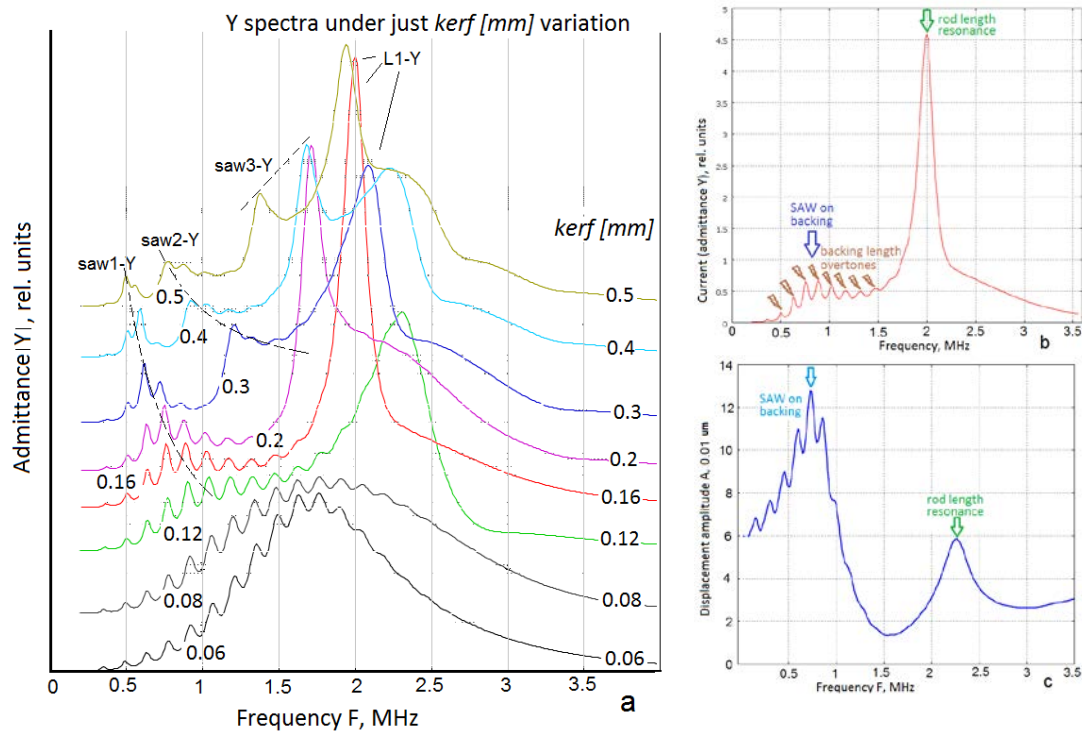 Y spectra under just kerf [mm] variation
L1-Y
saw3-Y
kerf [mm]
saw2-Y
saw1-Y
0.5
0.5
0.4
0.4
0.3
0.3
0.2
0.2
0.16
0.16
0.12
0.12
0.08
0.08
0.06
0.06
Admittance|Y|, rel. units
0 0.5 1 1.5 2 2.5 3 3.5
Frequency F, MHz
a
5
4.5
4
3.5
3
2.5
2
1.5
1
0.5
0
rod length
resonance
SAW on
backing
backing length
overtones
Current (admittance Y), rel. units
0 0.5 1 1.5 2 2.5 3 3.5
Frequency, MHz
b
14
12
10
8
6
4
2
0
SAW on
backing
rod length
resonance
Displacement amplitude A, 0.01 um
0.5 1 1.5 2 2.5 3 3.5
Frequency F, MHz
c